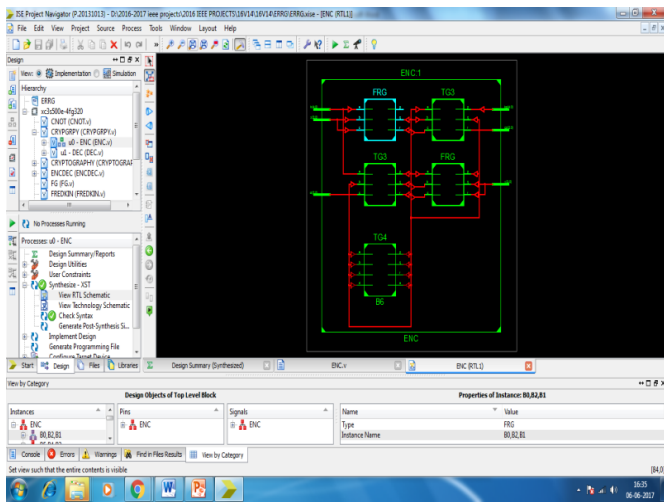 ISE Project Navigator (P.20131013) - D:\2016-2017 ieee projects\2016 IEEE PROJECTS\16V14\16V14\ERRG\ERRG.xise - [ENC (RTL1)]
File Edit View Project Source Process Tools Window Layout Help
Design
View: Implementation Simulation
Hierarchy
ERRG
xc3s500e-4fg320
CNOT (CNOT.v)
CRYPGRPY (CRYPGRPY.v)
u0 - ENC (ENC.v)
u1 - DEC (DEC.v)
CRYPTOGRAPHY (CRYPTOGRAF
ENCDEC (ENCDEC.v)
FG (FG.v)
FREDKIN (FREDKIN.v)
No Processes Running
Processes: u0 - ENC
Design Summary/Reports
Design Utilities
User Constraints
Synthesize - XST
View RTL Schematic
View Technology Schematic
Check Syntax
Generate Post-Synthesis Si...
Implement Design
Generate Programming File
Configure Target Device
Start Design Files Libraries
ENC:1
FRG TG3
TG3 FRG
TG4
B6
ENC
Design Summary (Synthesized) ENC.v ENC (RTL1)
View by Category
Design Objects of Top Level Block Properties of Instance: B0,B2,B1
Instances Pins Signals Name Value
ENC ENC ENC Type FRG
B0,B2,B1 Instance Name B0,B2,B1
Console Errors Warnings Find in Files Results View by Category
Set view such that the entire contents is visible [84,0]
16:35
06-06-2017